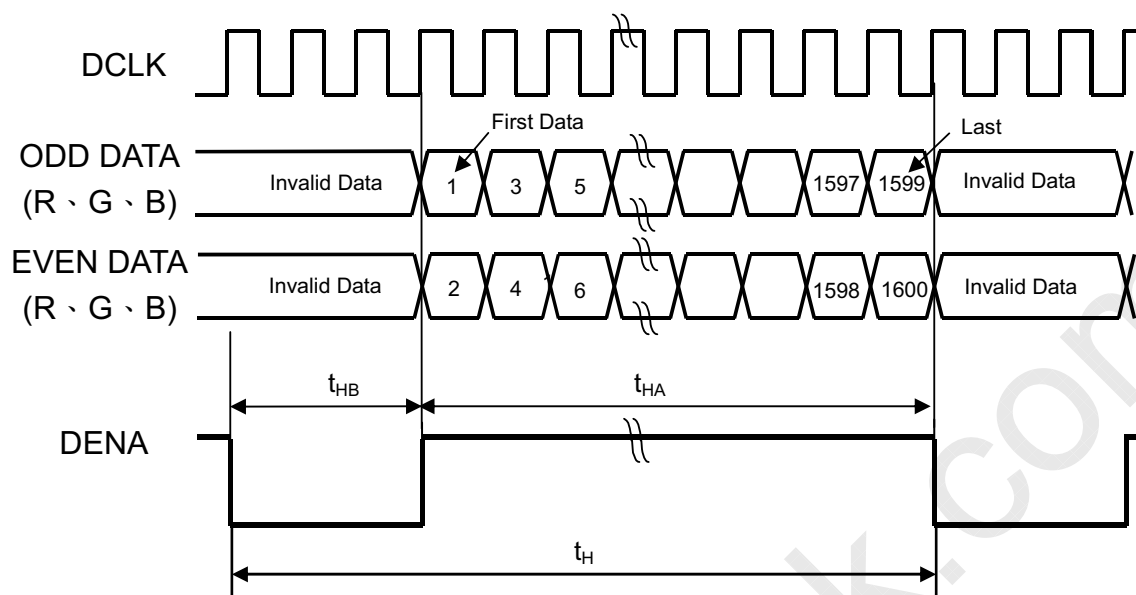 DCLK
First Data
Last
ODD DATA
(R、G、B)
Invalid Data
1
3
5
1597
1599
Invalid Data
EVEN DATA
(R、G、B)
Invalid Data
2
4
6
1598
1600
Invalid Data
tHB
tHA
DENA
tH
k.com